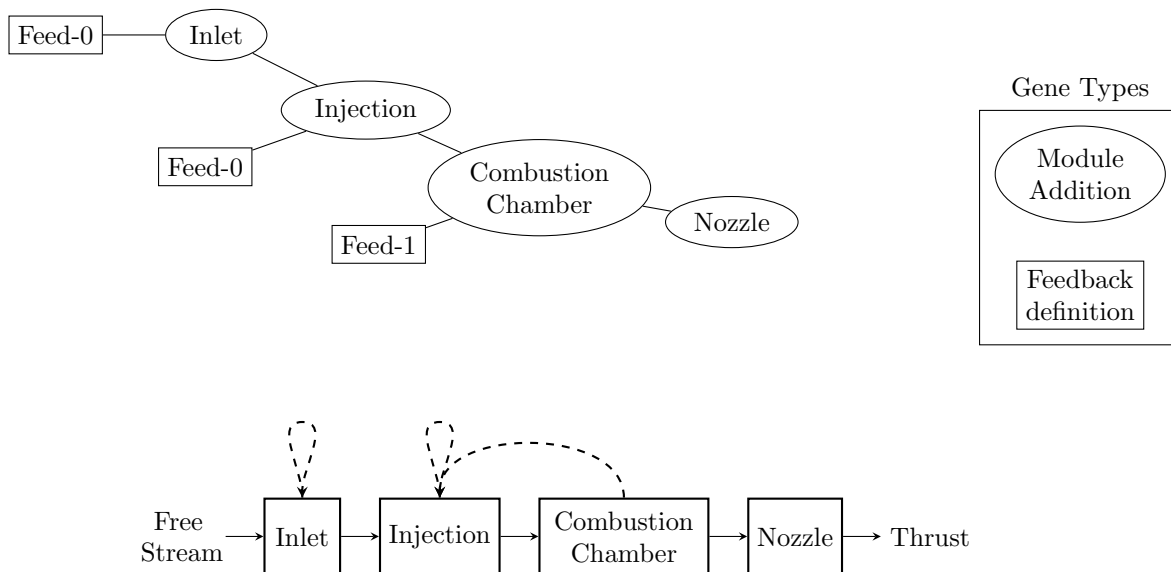 Feed-0
Inlet
Injection
Feed-0
Combustion
Chamber
Feed-1
Nozzle
Gene Types
Module
Addition
Feedback
definition
Free
Stream
Inlet
Injection
Combustion
Chamber
Nozzle
Thrust